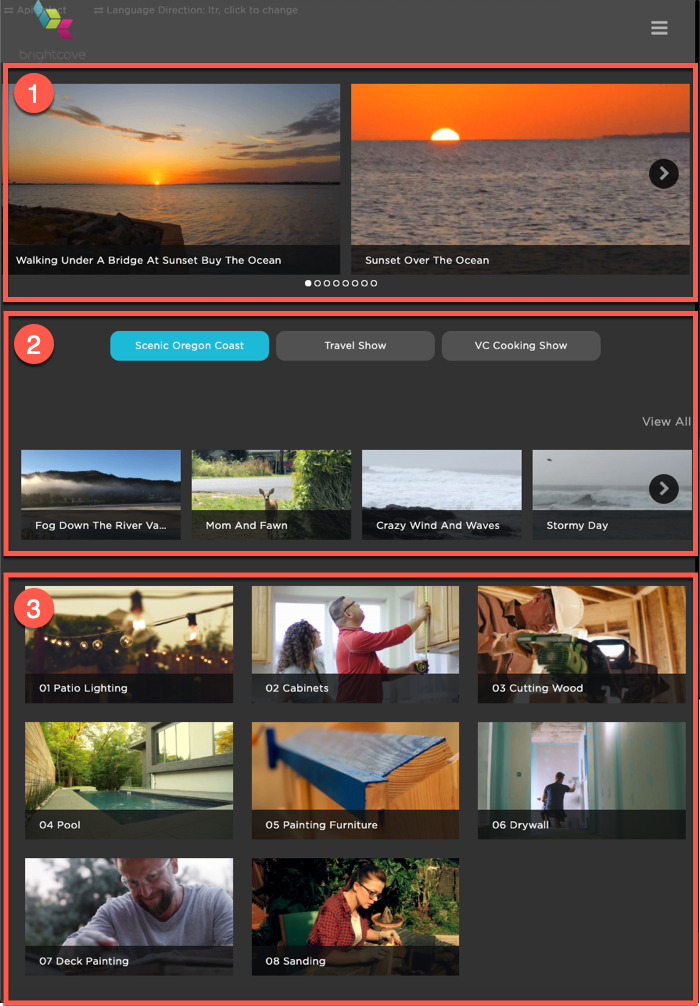 Language Direction: ltr, click to change
brightcove
1
Walking Under A Bridge At Sunset Buy The Ocean
Sunset Over The Ocean
2
Scenic Oregon Coast
Travel Show
VC Cooking Show
View All
Fog Down The River Va...
Mom And Fawn
Crazy Wind And Waves
Stormy Day
3
01 Patio Lighting
02 Cabinets
03 Cutting Wood
04 Pool
05 Painting Furniture
06 Drywall
07 Deck Painting
08 Sanding